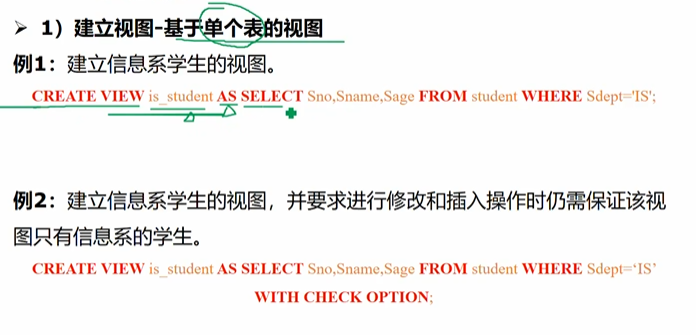 ➢ 1）建立视图-基于单个表的视图
例1：建立信息系学生的视图。
CREATE VIEW is_student AS SELECT Sno,Sname,Sage FROM student WHERE Sdept='IS';
例2：建立信息系学生的视图，并要求进行修改和插入操作时仍需保证该视
图只有信息系的学生。
CREATE VIEW is_student AS SELECT Sno,Sname,Sage FROM student WHERE Sdept=‘IS’
WITH CHECK OPTION;